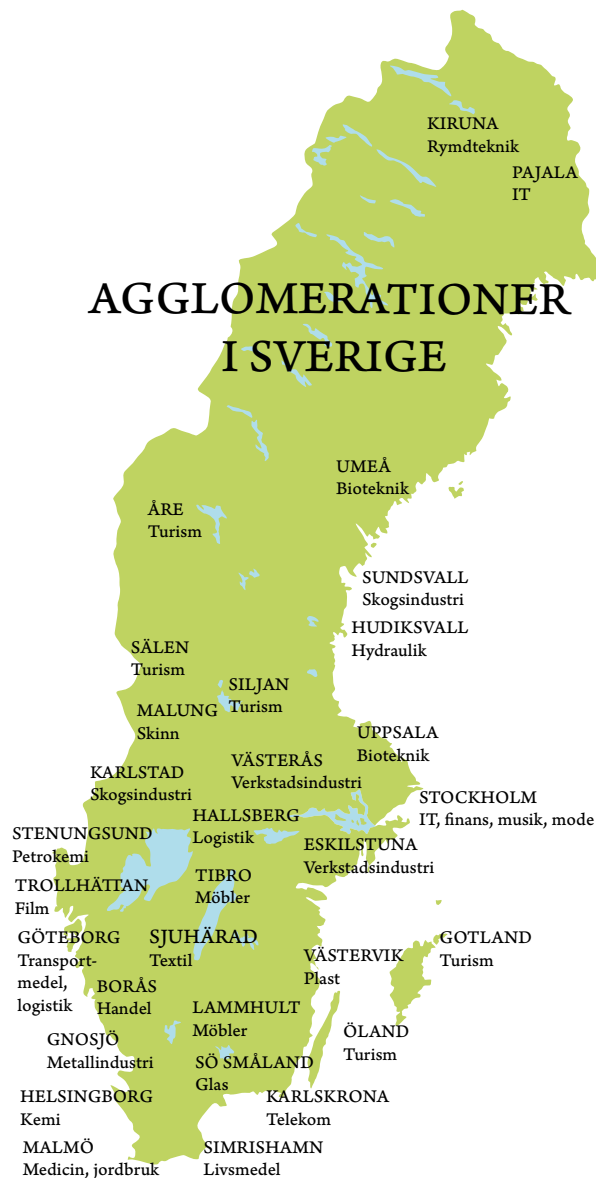 KIRUNA
Rymdteknik
PAJALA
IT
AGGLOMERATIONER
I SVERIGE
UMEÅ
Bioteknik
ÅRE
Turism
SUNDSVALL
Skogsindustri
HUDIKSVALL
Hydraulik
SÄLEN
Turism
SILJAN
Turism
MALUNG
Skinn
UPPSALA
Bioteknik
VÄSTERÅS
Verkstadsindustri
KARLSTAD
Skogsindustri
STOCKHOLM
IT, finans, musik, mode
HALLSBERG
Logistik
STENUNGSUND
Petrokemi
ESKILSTUNA
Verkstadsindustri
TIBRO
Möbler
TROLLHÄTTAN
Film
GÖTEBORG
Transport-
medel,
logistik
SJUHÄRAD
Textil
GOTLAND
Turism
VÄSTERVIK
Plast
BORÅS
Handel
LAMMHULT
Möbler
ÖLAND
Turism
GNOSJÖ
Metallindustri
SÖ SMÅLAND
Glas
HELSINGBORG
Kemi
KARLSKRONA
Telekom
MALMÖ
Medicin, jordbruk
SIMRISHAMN
Livsmedel